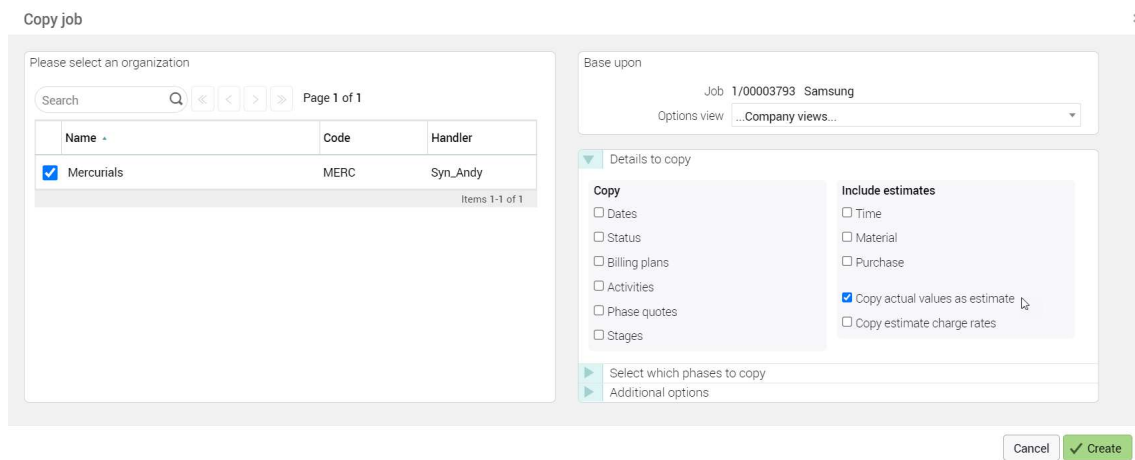 Copy job
Please select an organization
Search
Page 1 of 1
Name Code Handler
Mercurials MERC Syn_Andy
Items 1-1 of 1
Base upon
Job 1/00003793 Samsung
Options view ...Company views...
Details to copy
Copy
Dates
Status
Billing plans
Activities
Phase quotes
Stages
Include estimates
Time
Material
Purchase
Copy actual values as estimate
Copy estimate charge rates
Select which phases to copy
Additional options
Cancel
Create